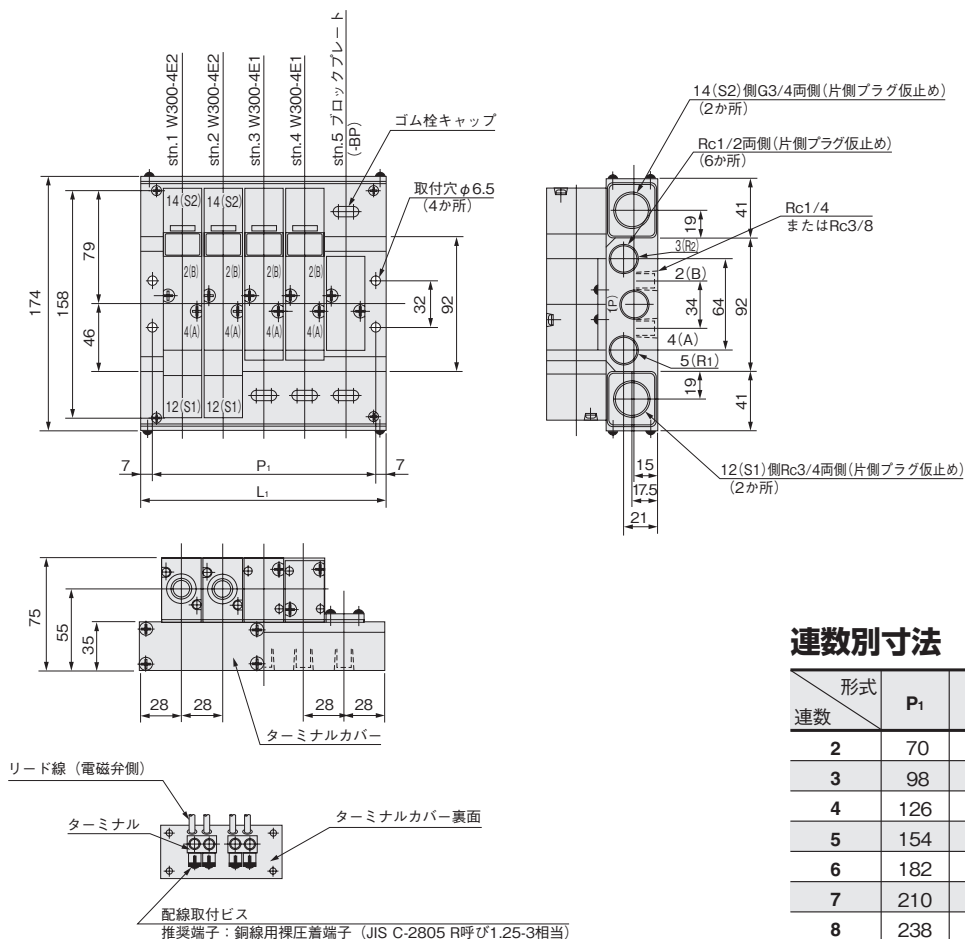 stn.1 W300-4E2
stn.2 W300-4E2
stn.3 W300-4E1
stn.4 W300-4E1
stn.5 ブロックプレート
(-BP)
ゴム栓キャップ
取付穴φ6.5
(4か所)
14(S2)
14(S2)
2(B)
2(B)
2(B)
2(B)
4(A)
4(A)
4(A)
4(A)
12(S1)
12(S1)
174
158
79
46
32
92
7
P1
7
L1
14(S2)側G3/4両側(片側プラグ仮止め)
(2か所)
Rc1/2両側(片側プラグ仮止め)
(6か所)
Rc1/4
またはRc3/8
3(R2)
2(B)
1(P)
4(A)
5(R1)
19
41
34
64
92
19
41
12(S1)側Rc3/4両側(片側プラグ仮止め)
(2か所)
15
17.5
21
75
55
35
28
28
28
28
ターミナルカバー
リード線(電磁弁側)
ターミナル
ターミナルカバー裏面
配線取付ビス
推奨端子:銅線用裸圧着端子(JIS C-2805 R呼び1.25-3相当)
連数別寸法
形式
連数
P1
2 70
3 98
4 126
5 154
6 182
7 210
8 238